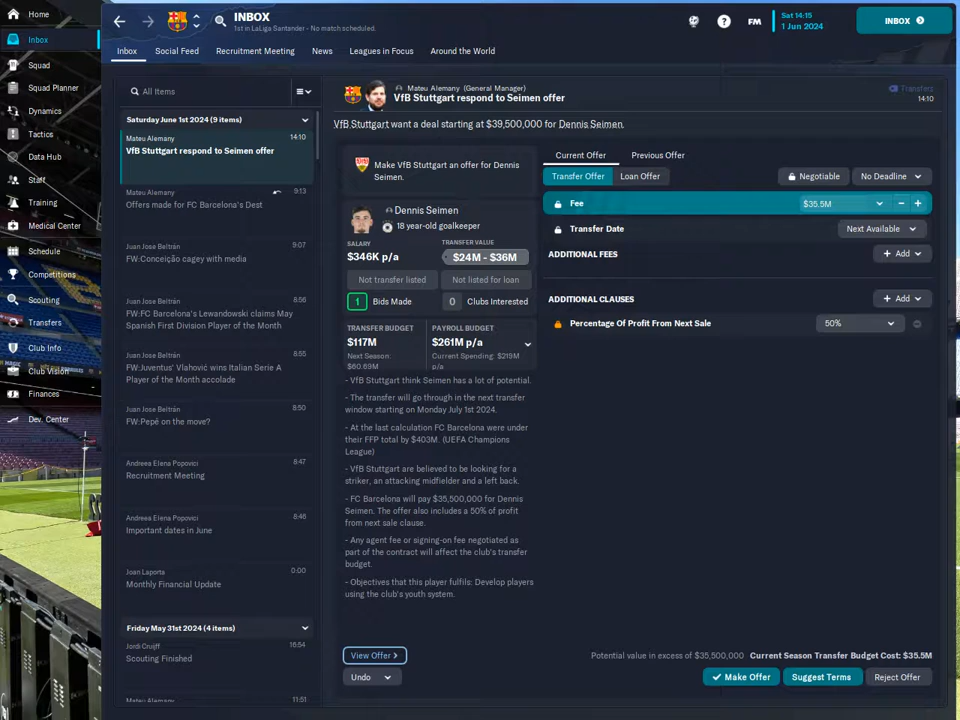 Home
Inbox
Squad
Squad Planner
Dynamics
Tactics
Data Hub
Staff
Training
Medical Center
Schedule
Competitions
Scouting
Transfers
Club Info
Club Vision
Finances
Dev. Center
INBOX
1st in LaLiga Santander - No match scheduled.
?
FM
Sat 14:15
1 Jun 2024
INBOX
Inbox
Social Feed
Recruitment Meeting
News
Leagues in Focus
Around the World
All Items
Saturday June 1st 2024 (9 items)
Mateu Alemany 14:10
VfB Stuttgart respond to Seimen offer
Mateu Alemany 9:13
Offers made for FC Barcelona's Dest
Juan Jose Beltrán 9:07
FW:Conceição cagey with media
Juan Jose Beltrán 8:56
FW:FC Barcelona's Lewandowski claims May
Spanish First Division Player of the Month
Juan Jose Beltrán 8:55
FW:Juventus' Vlahović wins Italian Serie A
Player of the Month accolade
Juan Jose Beltrán 8:50
FW:Pepê on the move?
Andreea Elena Popovici 8:47
Recruitment Meeting
Andreea Elena Popovici 8:46
Important dates in June
Joan Laporta 0:00
Monthly Financial Update
Friday May 31st 2024 (4 items)
Jordi Cruijff 16:54
Scouting Finished
Mateu Alemany 11:51
Mateu Alemany (General Manager)
VfB Stuttgart respond to Seimen offer
Transfers
14:10
VfB Stuttgart want a deal starting at $39,500,000 for Dennis Seimen.
Make VfB Stuttgart an offer for Dennis
Seimen.
Dennis Seimen
18 year-old goalkeeper
SALARY
$346K p/a
TRANSFER VALUE
$24M - $36M
Not transfer listed
Not listed for loan
1 Bids Made
0 Clubs Interested
TRANSFER BUDGET
$117M
Next Season:
$60.69M
PAYROLL BUDGET
$261M p/a
Current Spending: $219M
p/a
- VfB Stuttgart think Seimen has a lot of potential.
- The transfer will go through in the next transfer
window starting on Monday July 1st 2024.
- At the last calculation FC Barcelona were under
their FFP total by $403M. (UEFA Champions
League)
- VfB Stuttgart are believed to be looking for a
striker, an attacking midfielder and a left back.
- FC Barcelona will pay $35,500,000 for Dennis
Seimen. The offer also includes a 50% of profit
from next sale clause.
- Any agent fee or signing-on fee negotiated as
part of the contract will affect the club's transfer
budget.
- Objectives that this player fulfils: Develop players
using the club's youth system.
View Offer
Undo
Current Offer
Previous Offer
Transfer Offer
Loan Offer
Negotiable
No Deadline
Fee
$35.5M
Transfer Date
Next Available
ADDITIONAL FEES
+ Add
ADDITIONAL CLAUSES
+ Add
Percentage Of Profit From Next Sale
50%
Potential value in excess of $35,500,000 Current Season Transfer Budget Cost: $35.5M
Make Offer
Suggest Terms
Reject Offer